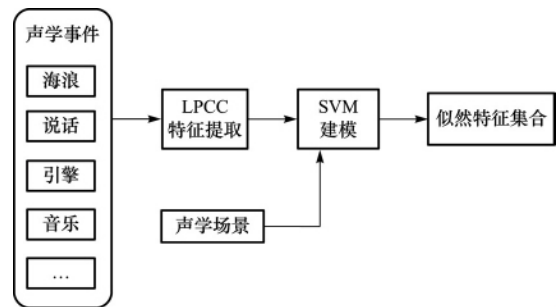 声学事件
海浪
说话
引擎
音乐
…
LPCC
特征提取
SVM
建模
似然特征集合
声学场景